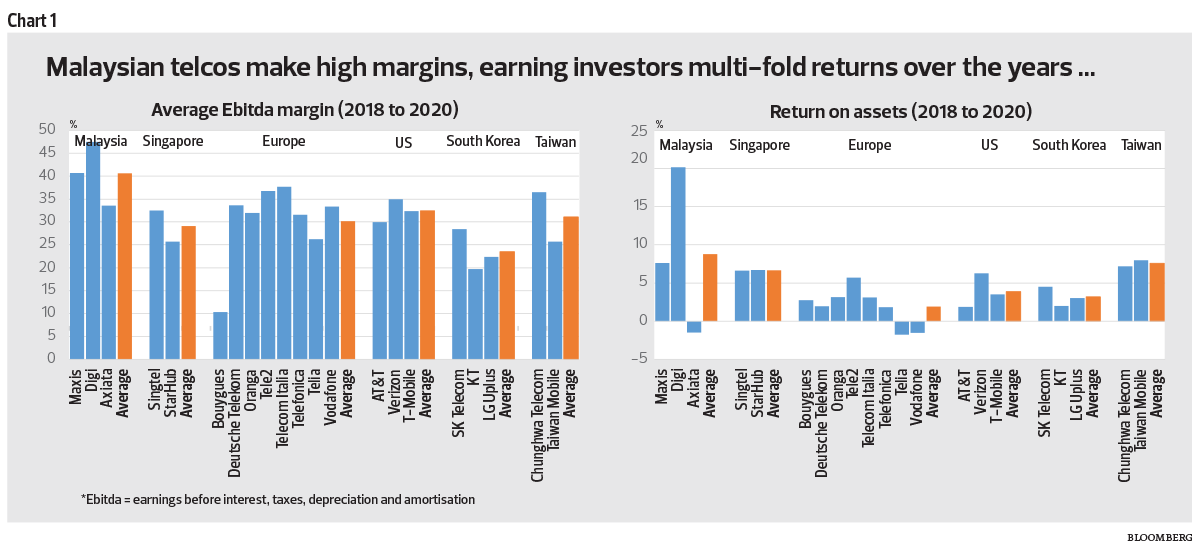 Chart 1
Malaysian telcos make high margins, earning investors multi-fold returns over the years ...
Average Ebitda margin (2018 to 2020)
%
50
45
40
35
30
25
20
15
10
5
0
Malaysia
Singapore
Europe
US
South Korea
Taiwan
Maxis
Digi
Axiata
Average
Singtel
StarHub
Average
Bouygues
Deutsche Telekom
Oranga
Tele2
Telecom Italia
Telefonica
Telia
Vodafone
Average
AT&T
Verizon
T-Mobile
Average
SK Telecom
KT
LG Uplus
Average
Chunghwa Telecom
Taiwan Mobile
Average
*Ebitda = earnings before interest, taxes, depreciation and amortisation
Return on assets (2018 to 2020)
%
25
20
15
10
5
0
-5
Malaysia
Singapore
Europe
US
South Korea
Taiwan
Maxis
Digi
Axiata
Average
Singtel
StarHub
Average
Bouygues
Deutsche Telekom
Oranga
Tele2
Telecom Italia
Telefonica
Telia
Vodafone
Average
AT&T
Verizon
T-Mobile
Average
SK Telecom
KT
LG Uplus
Average
Chunghwa Telecom
Taiwan Mobile
Average
BLOOMBERG